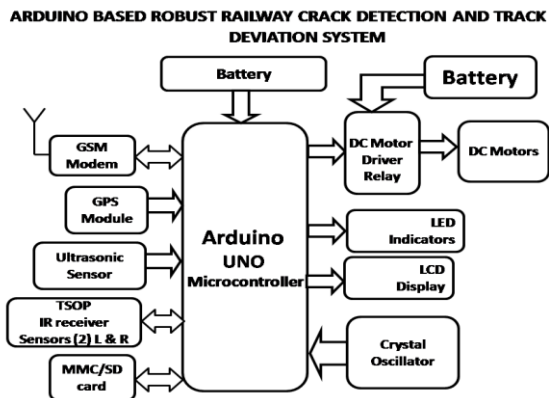 ARDUINO BASED ROBUST RAILWAY CRACK DETECTION AND TRACK
DEVIATION SYSTEM
Battery
Battery
GSM
Modem
DC Motor
Driver
Relay
DC Motors
GPS
Module
Arduino
UNO
Microcontroller
LED
Indicators
Ultrasonic
Sensor
LCD
Display
TSOP
IR receiver
Sensors (2) L & R
Crystal
Oscillator
MMC/SD
card